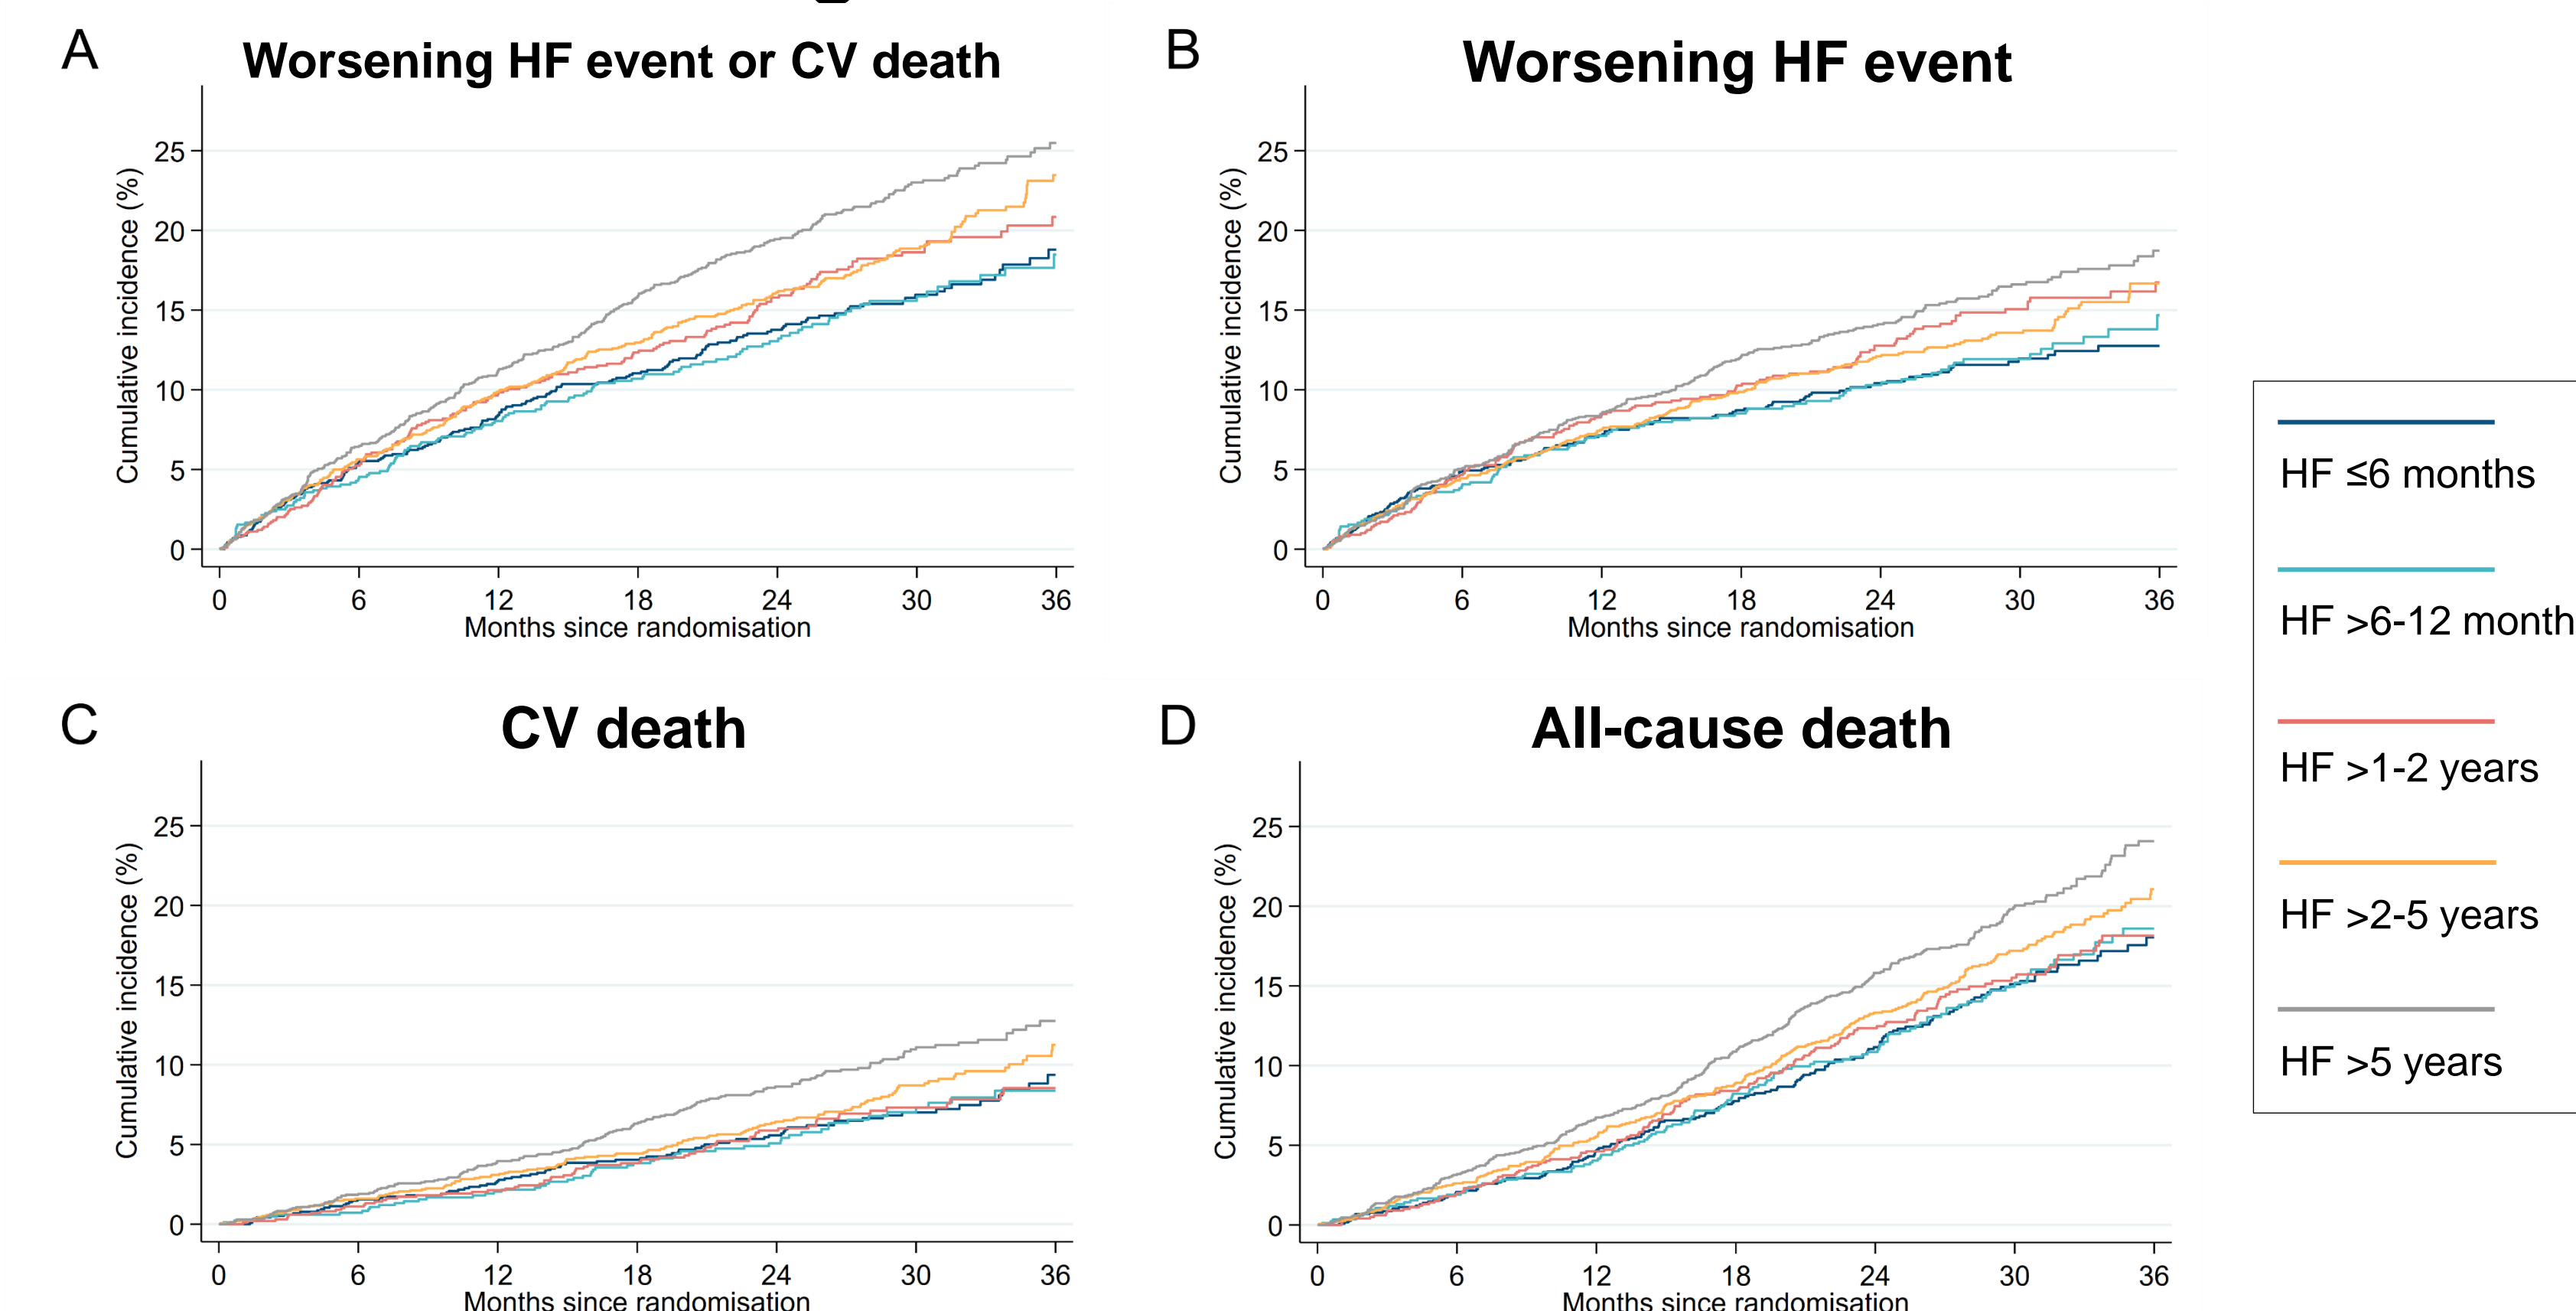 A
Worsening HF event or CV death
Cumulative incidence (%)
25
20
15
10
5
0
0 6 12 18 24 30 36
Months since randomisation
B
Worsening HF event
Cumulative incidence (%)
25
20
15
10
5
0
0 6 12 18 24 30 36
Months since randomisation
C
CV death
Cumulative incidence (%)
25
20
15
10
5
0
0 6 12 18 24 30 36
Months since randomisation
D
All-cause death
Cumulative incidence (%)
25
20
15
10
5
0
0 6 12 18 24 30 36
Months since randomisation
HF ≤6 months
HF >6-12 month
HF >1-2 years
HF >2-5 years
HF >5 years